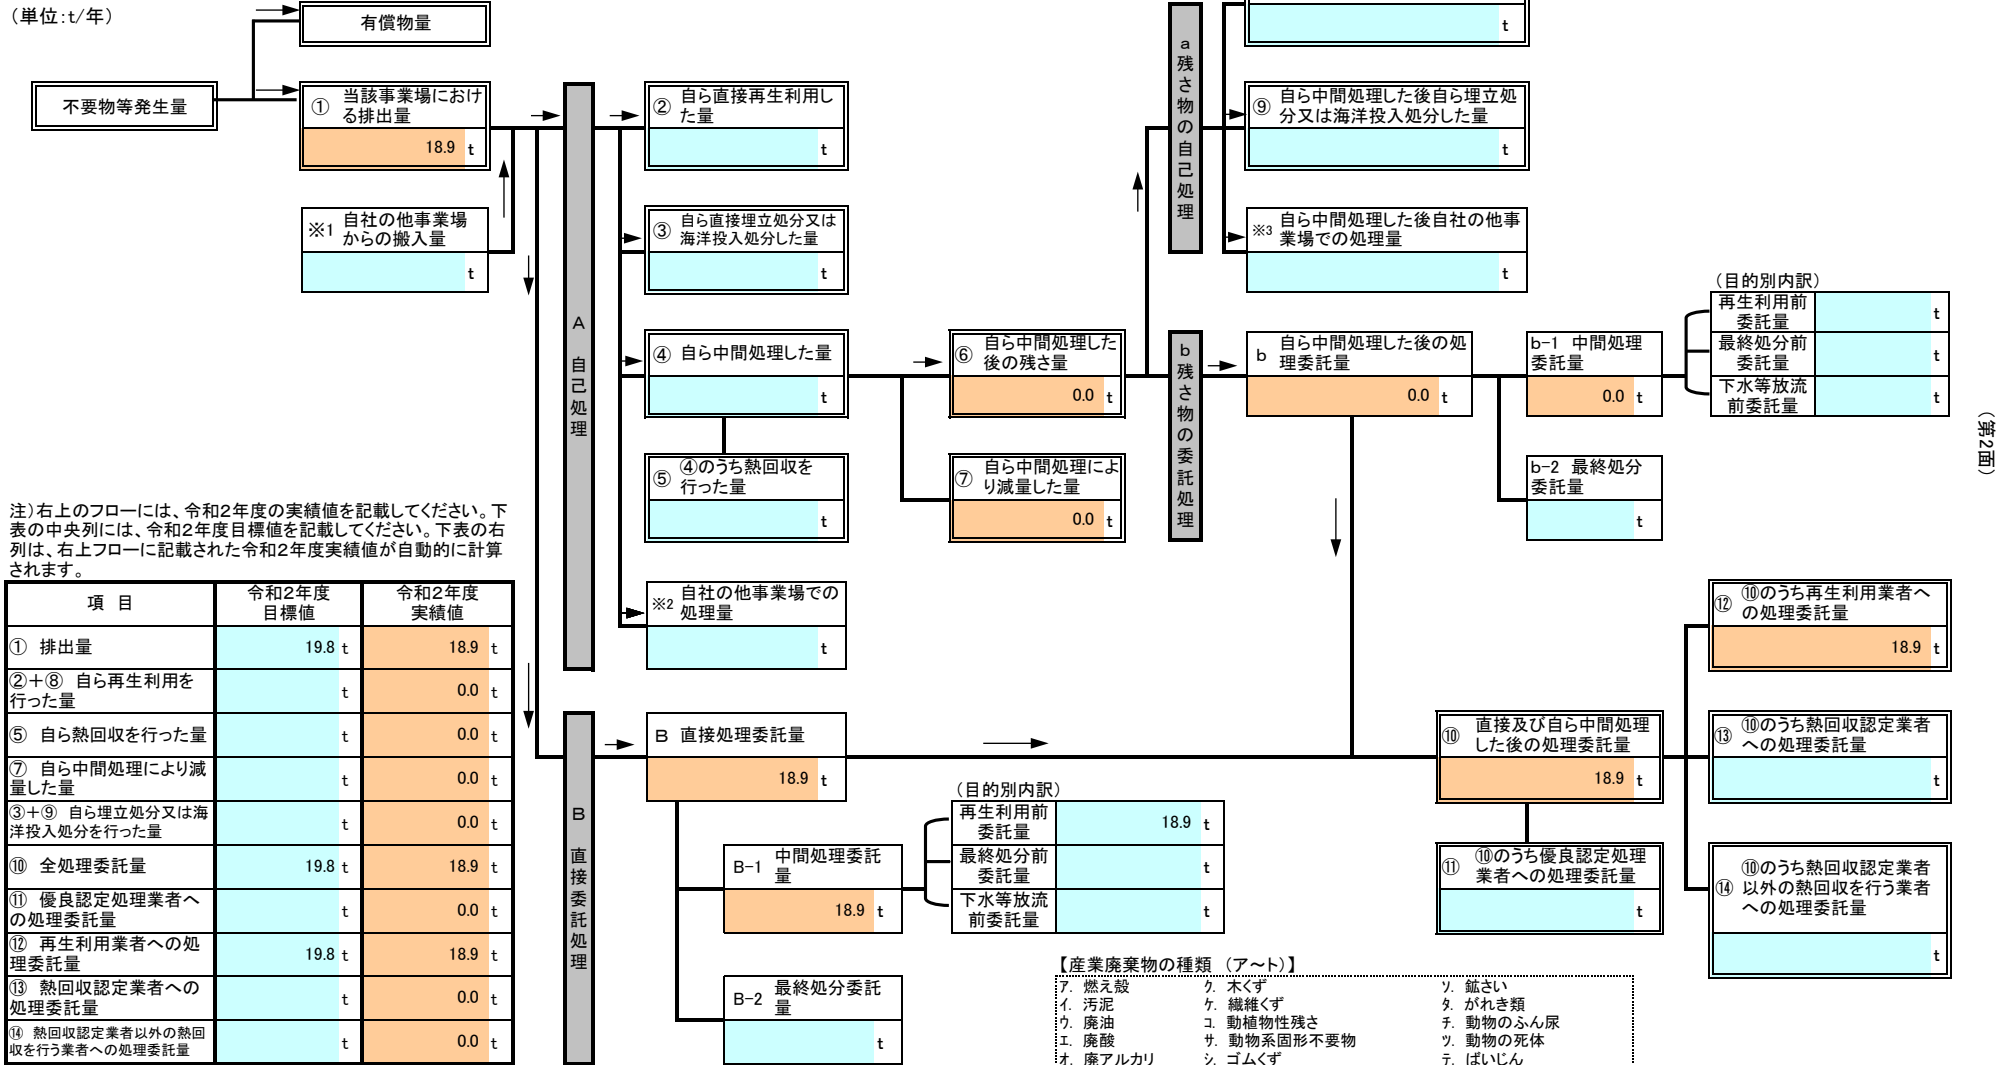 (単位:t/年)
有償物量
不要物等発生量
① 当該事業場におけ
る排出量
18.9 t
※1 自社の他事業場
からの搬入量
t
A 自己処理
② 自ら直接再生利用し
た量
t
③ 自ら直接埋立処分又は
海洋投入処分した量
t
④ 自ら中間処理した量
t
⑤ ④のうち熱回収を
行った量
t
※2 自社の他事業場での
処理量
t
⑥ 自ら中間処理した
後の残さ量
0.0 t
⑦ 自ら中間処理によ
り減量した量
0.0 t
a残さ物の自己処理
t
⑨ 自ら中間処理した後自ら埋立処
分又は海洋投入処分した量
t
※3 自ら中間処理した後自社の他事
業場での処理量
t
b残さ物の委託処理
b 自ら中間処理した後の処
理委託量
0.0 t
b-1 中間処理
委託量
0.0 t
b-2 最終処分
委託量
t
(目的別内訳)
再生利用前
委託量 t
最終処分前
委託量 t
下水等放流
前委託量 t
(第2面)
注)右上のフローには、令和2年度の実績値を記載してください。下
表の中央列には、令和2年度目標値を記載してください。下表の右
列は、右上フローに記載された令和2年度実績値が自動的に計算
されます。
項 目 令和2年度
目標値 令和2年度
実績値
① 排出量 19.8 t 18.9 t
②+⑧ 自ら再生利用を
行った量 t 0.0 t
⑤ 自ら熱回収を行った量 t 0.0 t
⑦ 自ら中間処理により減
量した量 t 0.0 t
③+⑨ 自ら埋立処分又は海
洋投入処分を行った量 t 0.0 t
⑩ 全処理委託量 19.8 t 18.9 t
⑪ 優良認定処理業者へ
の処理委託量 t 0.0 t
⑫ 再生利用業者への処
理委託量 19.8 t 18.9 t
⑬ 熱回収認定業者への
処理委託量 t 0.0 t
⑭ 熱回収認定業者以外の熱回
収を行う業者への処理委託量 t 0.0 t
B 直接委託処理
B 直接処理委託量
18.9 t
B-1 中間処理委託
量
18.9 t
B-2 最終処分委託
量
t
(目的別内訳)
再生利用前
委託量 18.9 t
最終処分前
委託量 t
下水等放流
前委託量 t
⑩ 直接及び自ら中間処理
した後の処理委託量
18.9 t
⑪ ⑩のうち優良認定処理
業者への処理委託量
t
⑫ ⑩のうち再生利用業者へ
の処理委託量
18.9 t
⑬ ⑩のうち熱回収認定業者
への処理委託量
t
⑭ ⑩のうち熱回収認定業者
以外の熱回収を行う業者
への処理委託量
t
【産業廃棄物の種類 (ア~ト)】
ア. 燃え殻 ク. 木くず ソ. 鉱さい
イ. 汚泥 ケ. 繊維くず タ. がれき類
ウ. 廃油 コ. 動植物性残さ チ. 動物のふん尿
エ. 廃酸 サ. 動物系固形不要物 ツ. 動物の死体
オ. 廃アルカリ シ. ゴムくず テ. ばいじん